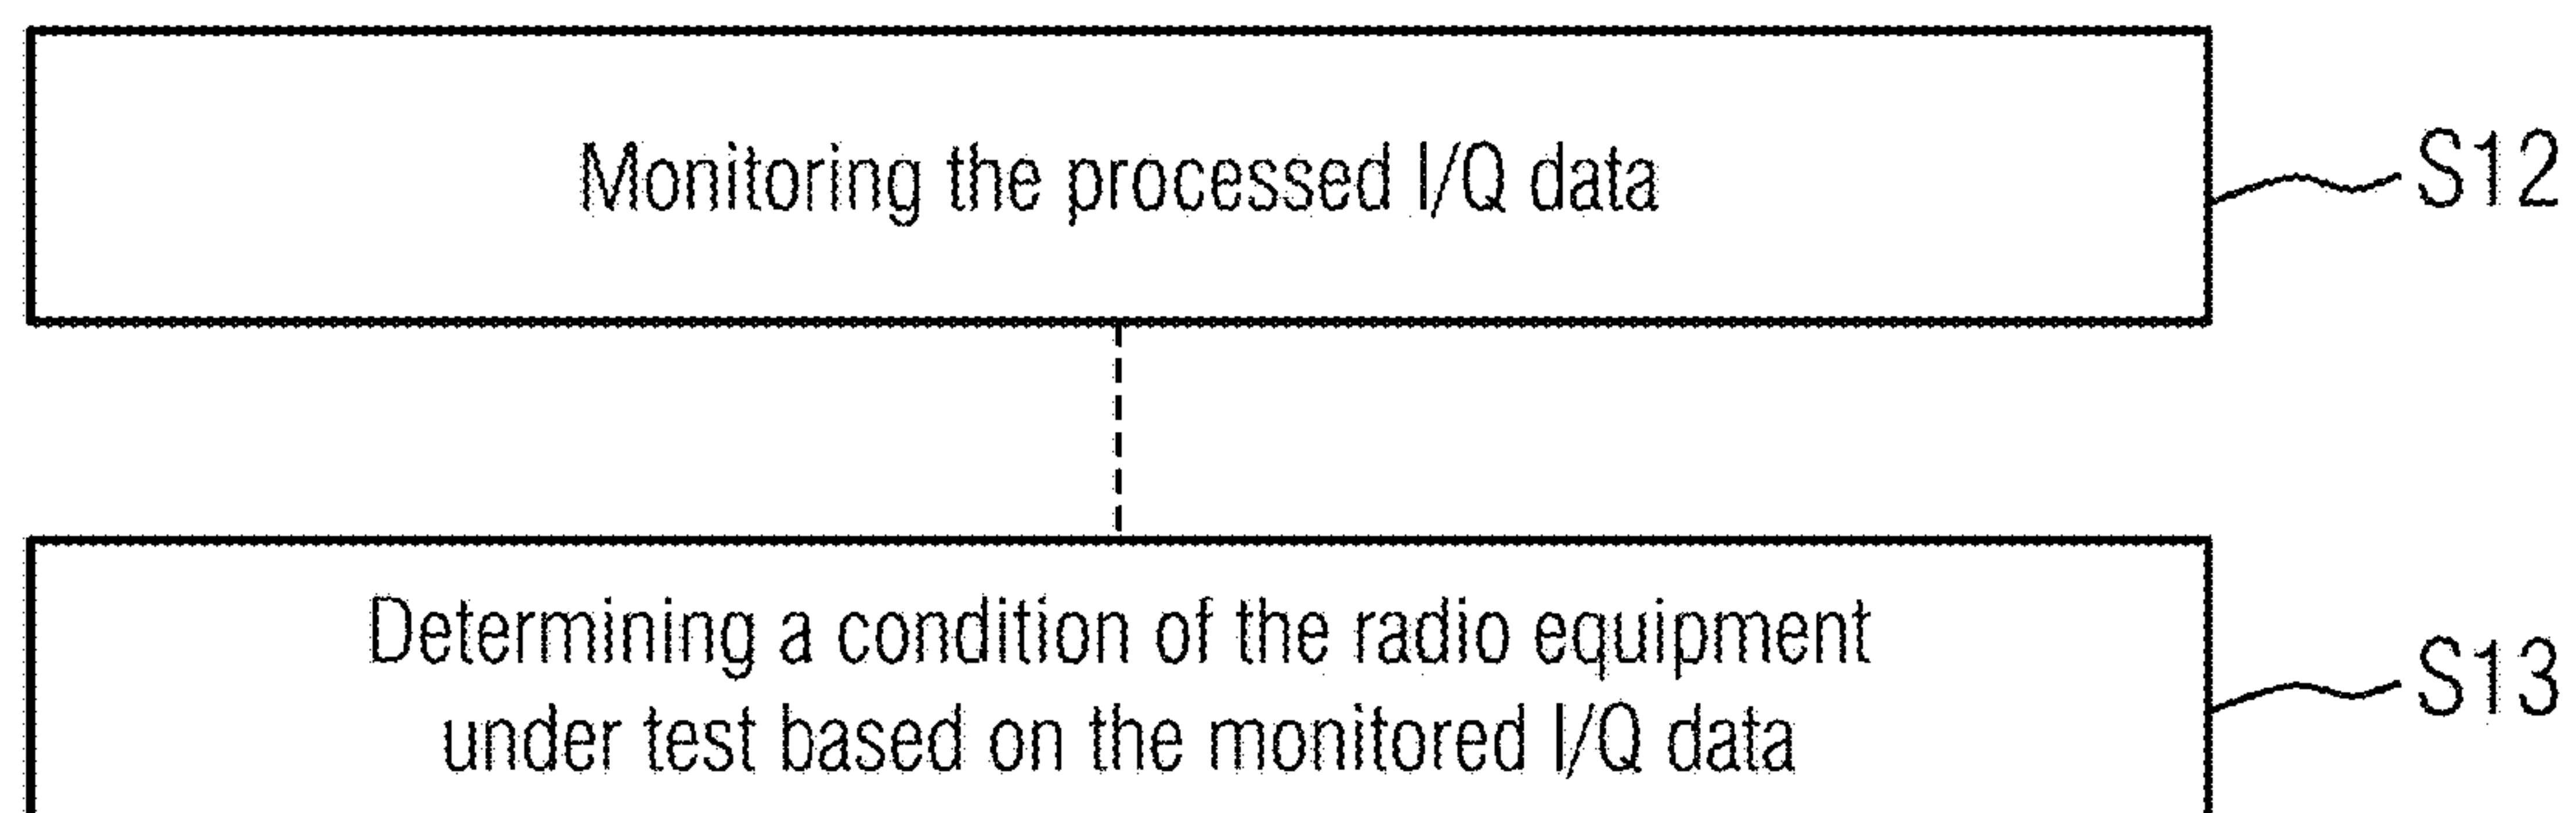 Monitoring the processed I/Q data
S12
Determining a condition of the radio equipment
under test based on the monitored I/Q data
S13